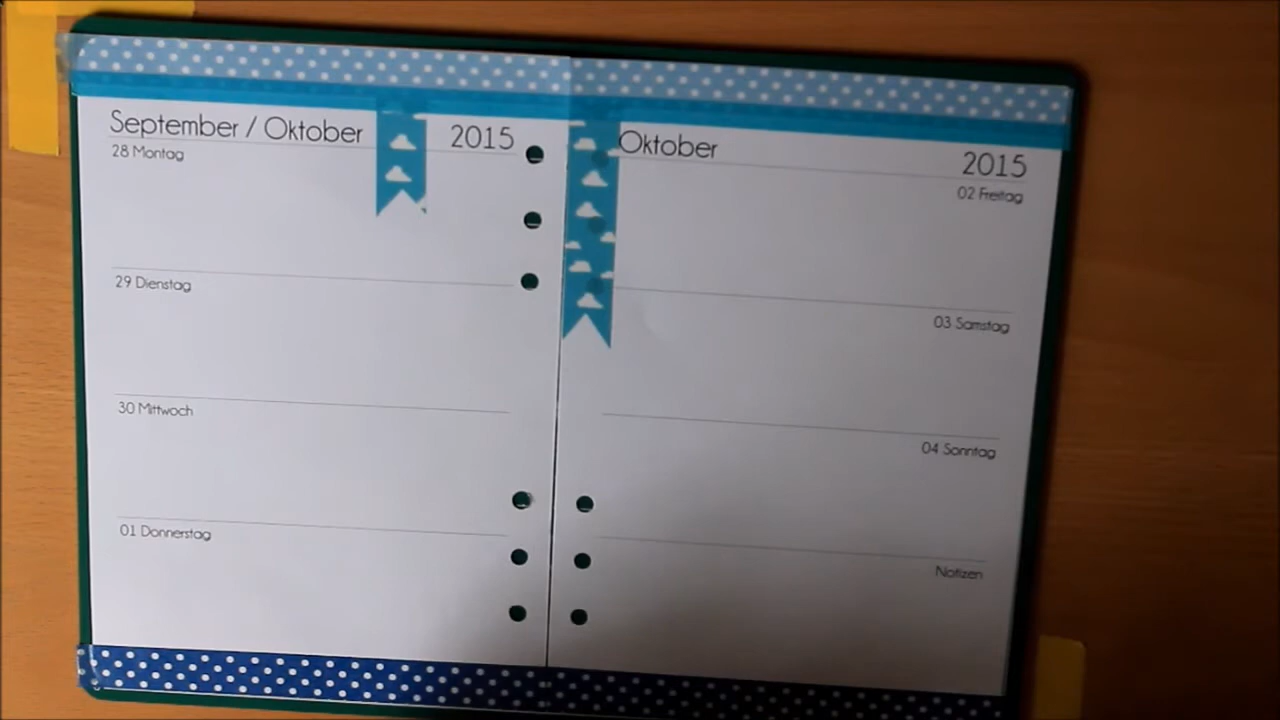 September / Oktober 2015
28 Montag
29 Dienstag
30 Mittwoch
01 Donnerstag
Oktober 2015
02 Freitag
03 Samstag
04 Sonntag
Notizen